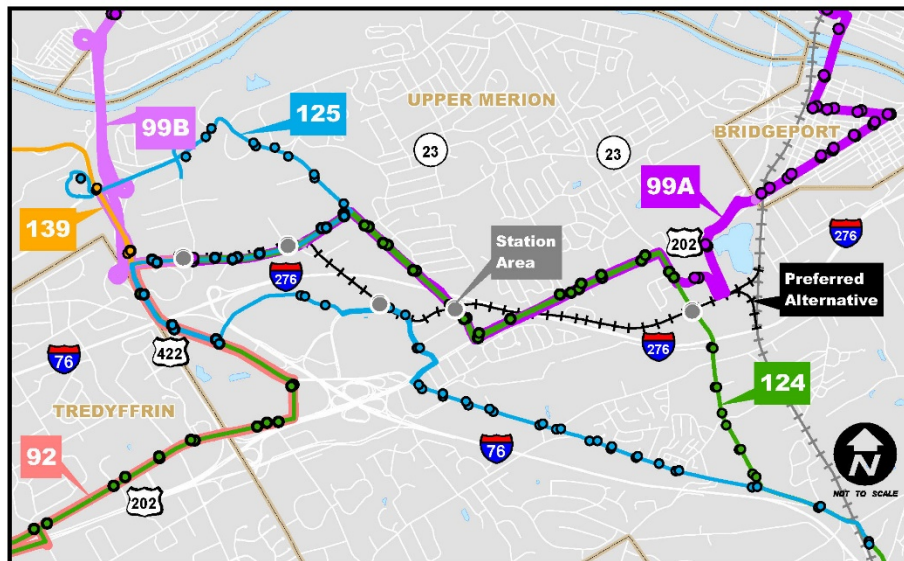 99B
125
UPPER MERION
23
23
BRIDGEPORT
99A
202
276
139
Station
Area
276
Preferred
Alternative
76
422
276
TREDYFFRIN
124
92
76
202
N
NOT TO SCALE